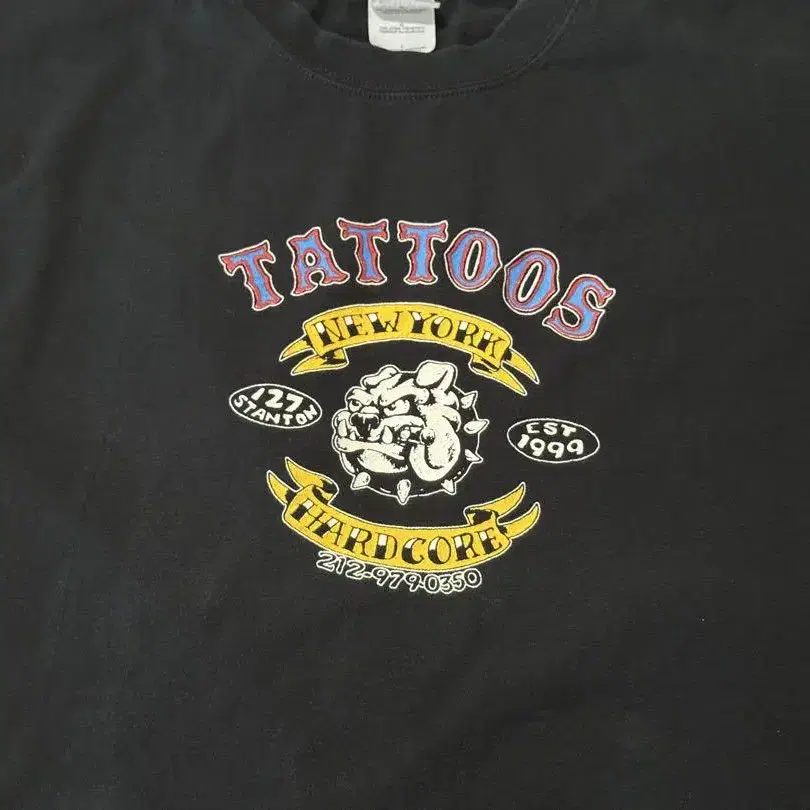 TATTOOS
NEW YORK
127
STANTON
EST
1999
HARDCORE
212-979-0350